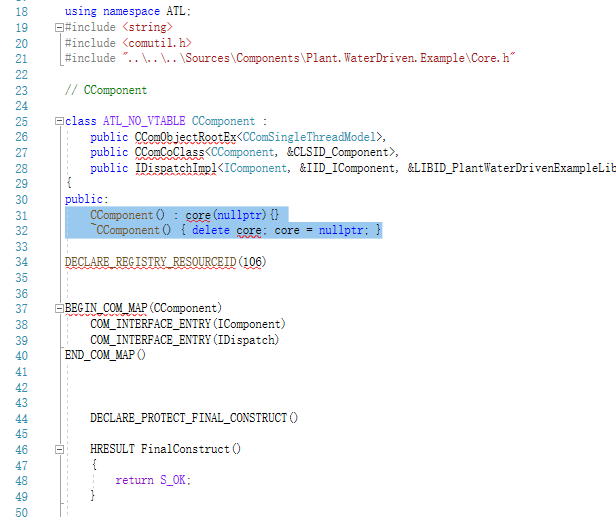 18 using namespace ATL;
19 #include <string>
20 #include <comutil.h>
21 #include "..\..\..\Sources\Components\Plant.WaterDriven.Example\Core.h"
22
23 // CComponent
24
25 class ATL_NO_VTABLE CComponent :
26 public CComObjectRootEx<CComSingleThreadModel>,
27 public CComCoClass<CComponent, &CLSID_Component>,
28 public IDispatchImpl<IComponent, &IID_IComponent, &LIBID_PlantWaterDrivenExampleLib
29 {
30 public:
31 CComponent() : core(nullptr){}
32 ~CComponent() { delete core; core = nullptr; }
33
34 DECLARE_REGISTRY_RESOURCEID(106)
35
36
37 BEGIN_COM_MAP(CComponent)
38 COM_INTERFACE_ENTRY(IComponent)
39 COM_INTERFACE_ENTRY(IDispatch)
40 END_COM_MAP()
41
42
43
44 DECLARE_PROTECT_FINAL_CONSTRUCT()
45
46 HRESULT FinalConstruct()
47 {
48 return S_OK;
49 }
50